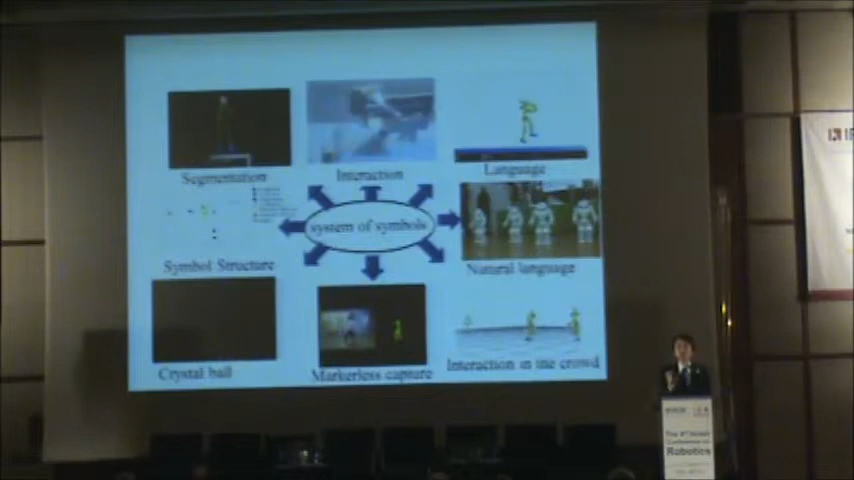 Segmentation
Interaction
Language
system of symbols
Symbol Structure
Natural language
Crystal ball
Markerless capture
Interaction in the crowd
Robotics